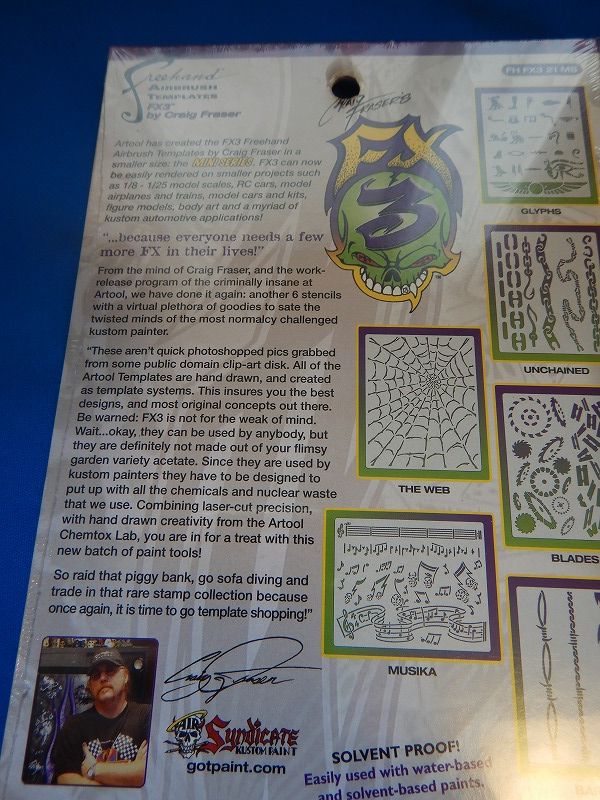 Freehand™
AIRBRUSH
TEMPLATES
FX3™
by Craig Fraser
FH FX3 21 MS
CRAIG FRASER'S
FX
3
™
Artool has created the FX3 Freehand
Airbrush Templates by Craig Fraser in a
smaller size: the MINI SERIES. FX3 can now
be easily rendered on smaller projects such
as 1/8 - 1/25 model scales, RC cars, model
airplanes and trains, model cars and kits,
figure models, body art and a myriad of
kustom automotive applications!
"...because everyone needs a few
more FX in their lives!"
From the mind of Craig Fraser, and the work-
release program of the criminally insane at
Artool, we have done it again: another 6 stencils
with a virtual plethora of goodies to sate the
twisted minds of the most normalcy challenged
kustom painter.
"These aren't quick photoshopped pics grabbed
from some public domain clip-art disk. All of the
Artool Templates are hand drawn, and created
as template systems. This insures you the best
designs, and most original concepts out there.
Be warned: FX3 is not for the weak of mind.
Wait...okay, they can be used by anybody, but
they are definitely not made out of your flimsy
garden variety acetate. Since they are used by
kustom painters they have to be designed to
put up with all the chemicals and nuclear waste
that we use. Combining laser-cut precision,
with hand drawn creativity from the Artool
Chemtox Lab, you are in for a treat with this
new batch of paint tools!
So raid that piggy bank, go sofa diving and
trade in that rare stamp collection because
once again, it is time to go template shopping!"
GLYPHS
UNCHAINED
THE WEB
BLADES
MUSIKA
Craig Fraser
AIR
Syndicate
KUSTOM PAINT
gotpaint.com
SOLVENT PROOF!
Easily used with water-based
and solvent-based paints.